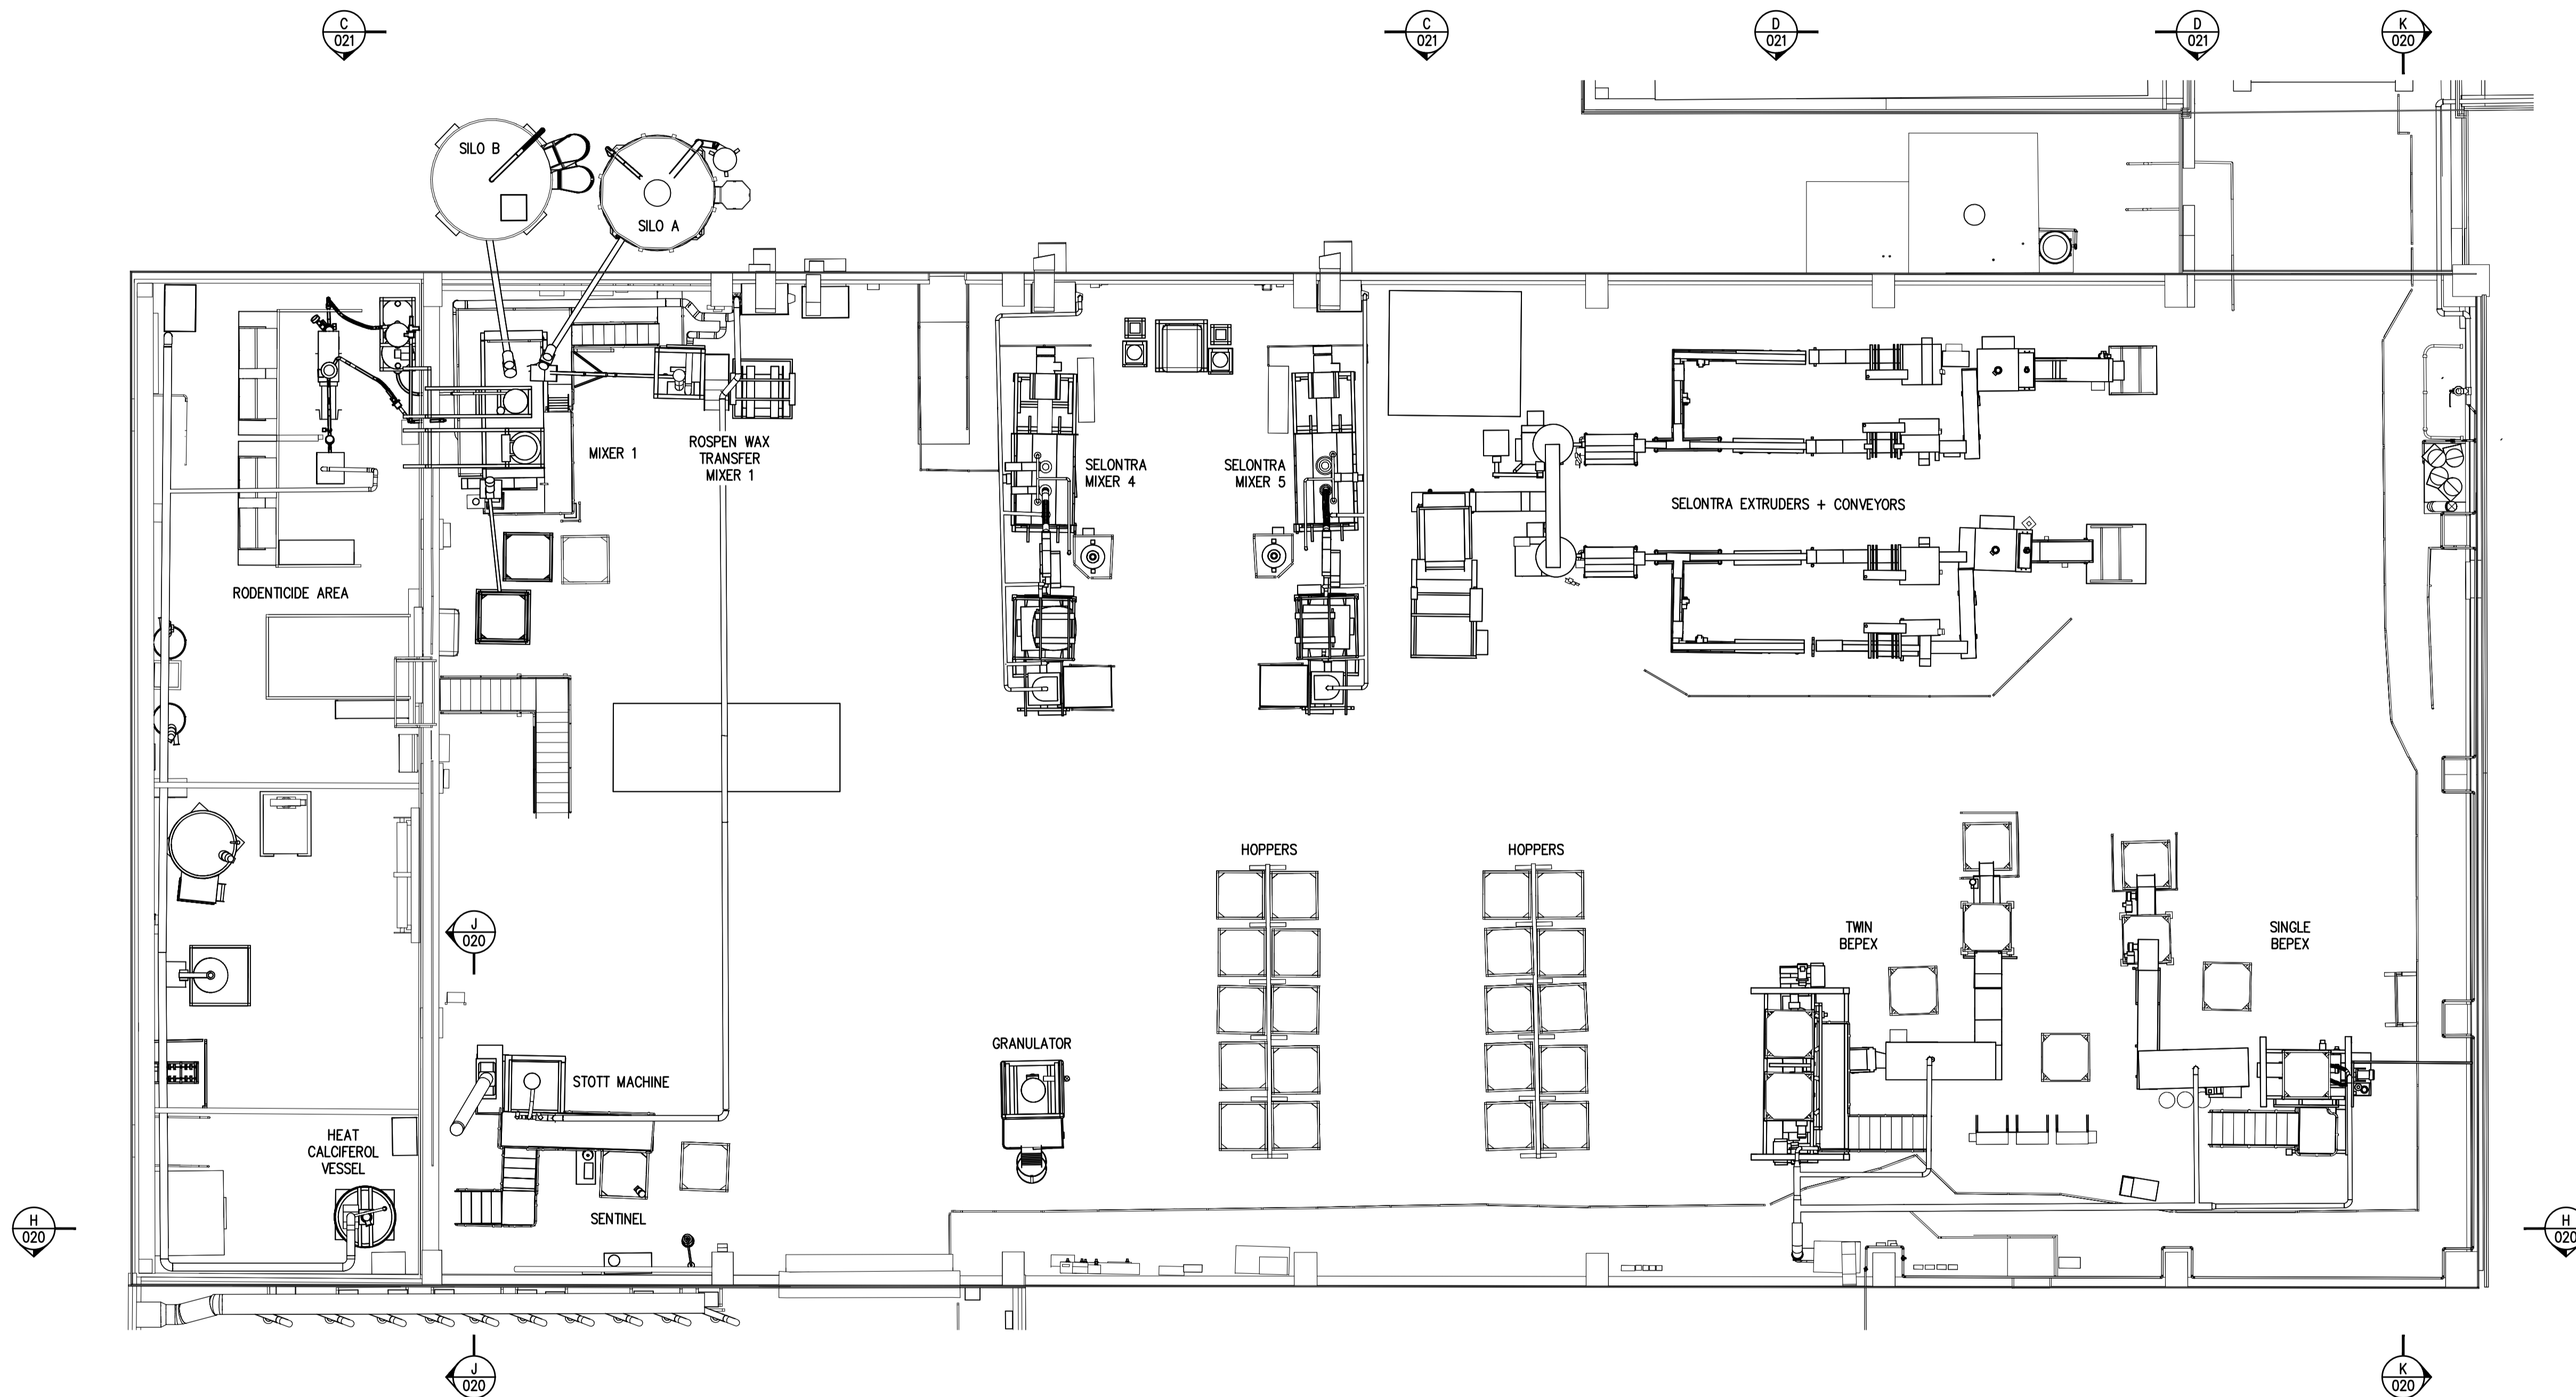 C
021
C
021
D
021
D
021
K
020
SILO B
SILO A
MIXER 1
ROSPEN WAX
TRANSFER
MIXER 1
SELONTRA
MIXER 4
SELONTRA
MIXER 5
SELONTRA EXTRUDERS + CONVEYORS
RODENTICIDE AREA
HOPPERS
HOPPERS
J
020
TWIN
BEPEX
SINGLE
BEPEX
GRANULATOR
STOTT MACHINE
HEAT
CALCIFEROL
VESSEL
SENTINEL
H
020
H
020
J
020
K
020